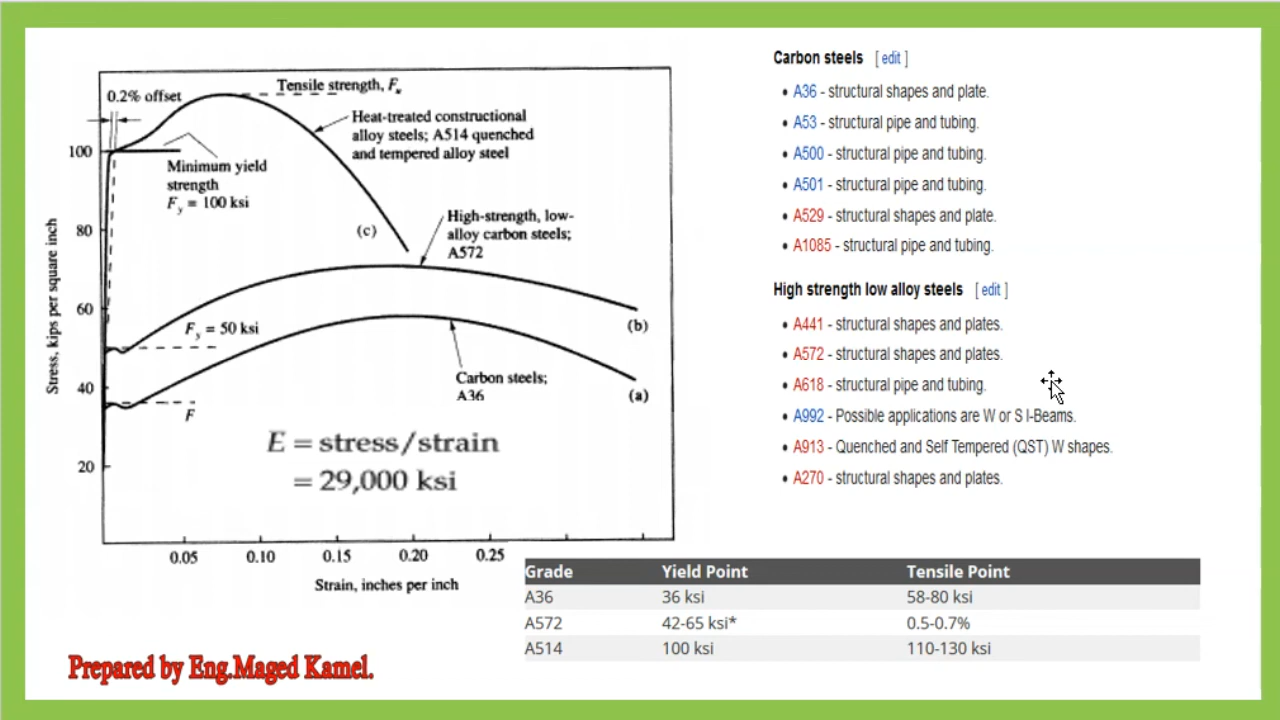 Tensile strength, Fu
0.2% offset
Heat-treated constructional
alloy steels; A514 quenched
and tempered alloy steel
100
Minimum yield
strength
Fy = 100 ksi
(c)
High-strength, low-
alloy carbon steels;
A572
80
60
Fy = 50 ksi
(b)
40
Carbon steels;
A36
(a)
F
E = stress/strain
= 29,000 ksi
20
Stress, kips per square inch
0.05 0.10 0.15 0.20 0.25
Strain, inches per inch
Carbon steels [ edit ]
• A36 - structural shapes and plate.
• A53 - structural pipe and tubing.
• A500 - structural pipe and tubing.
• A501 - structural pipe and tubing.
• A529 - structural shapes and plate.
• A1085 - structural pipe and tubing.
High strength low alloy steels [ edit ]
• A441 - structural shapes and plates.
• A572 - structural shapes and plates.
• A618 - structural pipe and tubing.
• A992 - Possible applications are W or S I-Beams.
• A913 - Quenched and Self Tempered (QST) W shapes.
• A270 - structural shapes and plates.
Grade Yield Point Tensile Point
A36 36 ksi 58-80 ksi
A572 42-65 ksi* 0.5-0.7%
A514 100 ksi 110-130 ksi
Prepared by Eng.Maged Kamel.